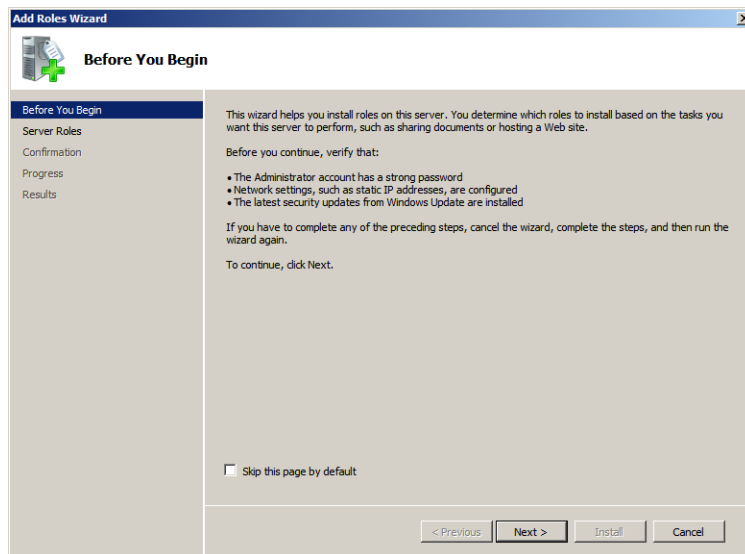 Add Roles Wizard
Before You Begin
Before You Begin
Server Roles
Confirmation
Progress
Results
This wizard helps you install roles on this server. You determine which roles to install based on the tasks you
want this server to perform, such as sharing documents or hosting a Web site.
Before you continue, verify that:
• The Administrator account has a strong password
• Network settings, such as static IP addresses, are configured
• The latest security updates from Windows Update are installed
If you have to complete any of the preceding steps, cancel the wizard, complete the steps, and then run the
wizard again.
To continue, click Next.
Skip this page by default
< Previous
Next >
Install
Cancel